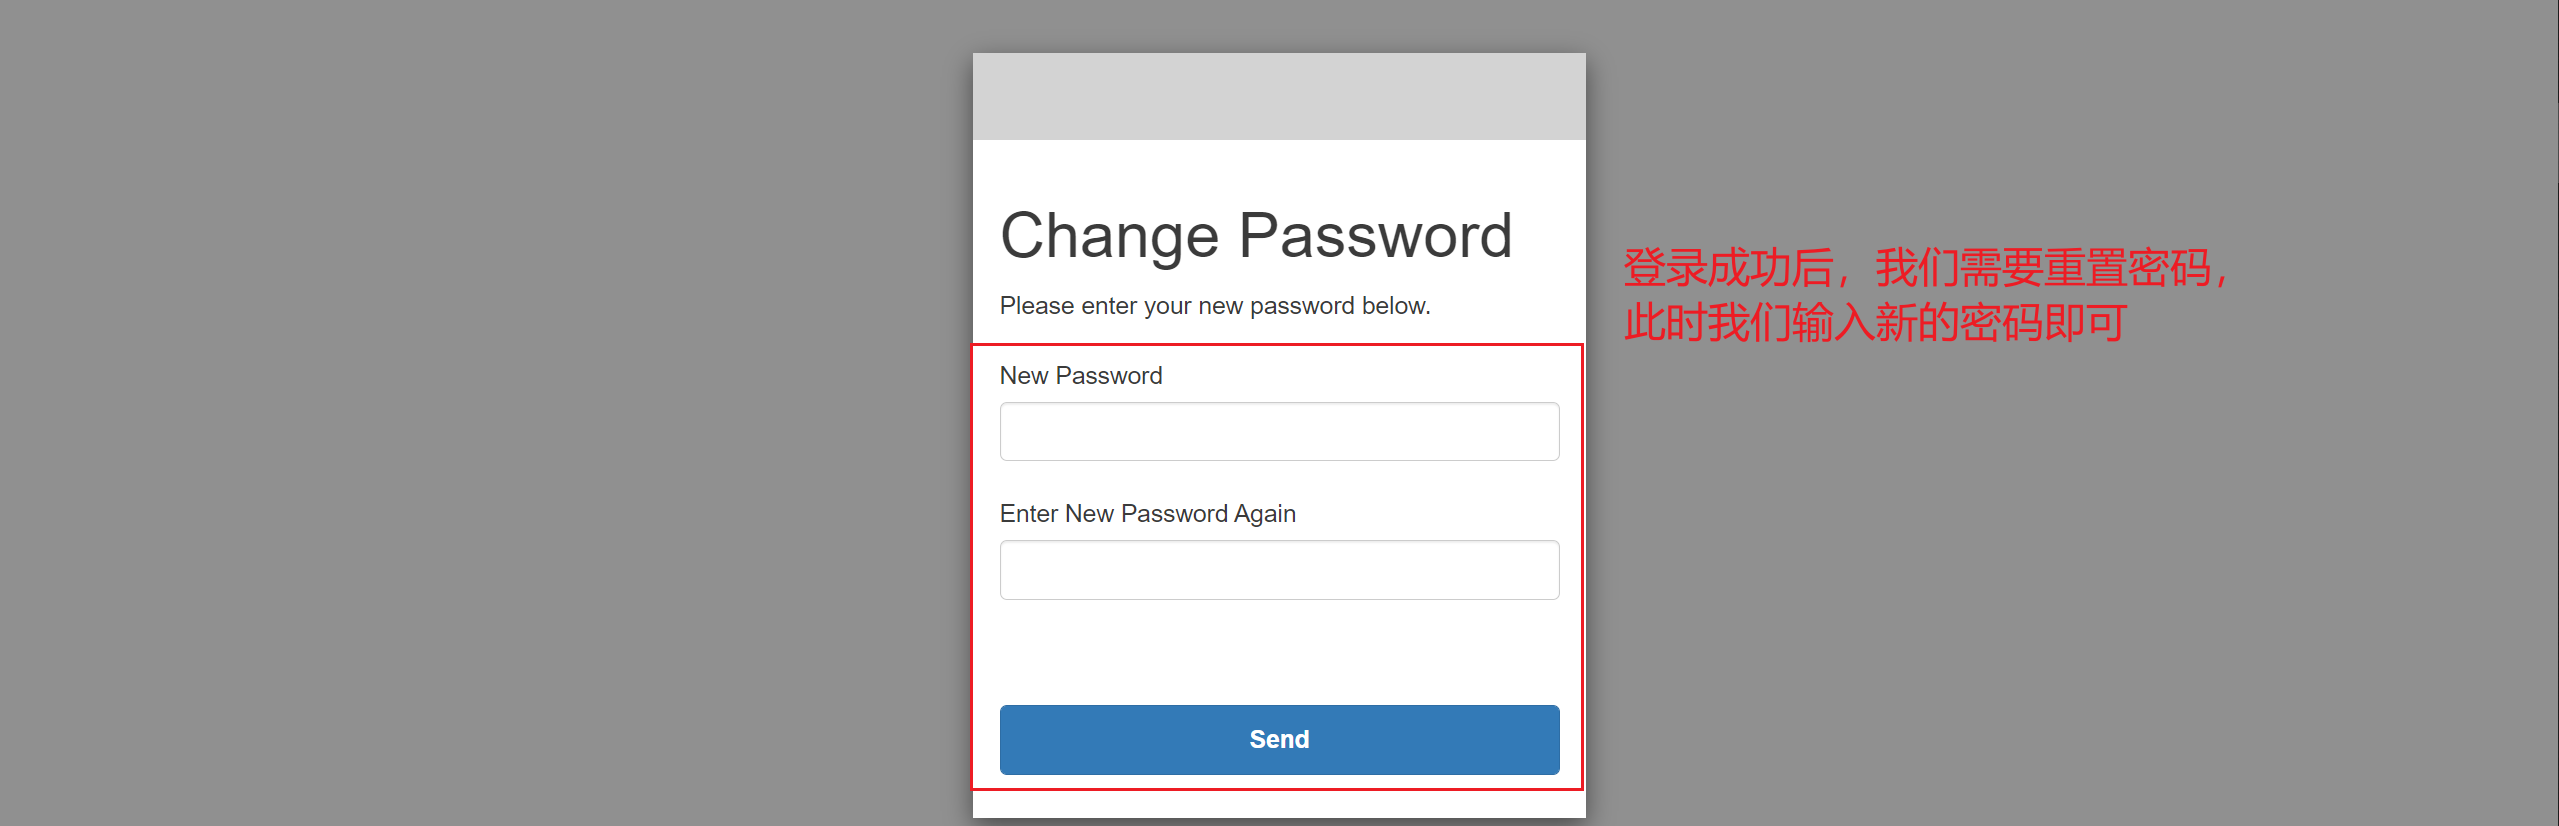 Change Password
Please enter your new password below.
登录成功后，我们需要重置密码，
此时我们输入新的密码即可
New Password
Enter New Password Again
Send